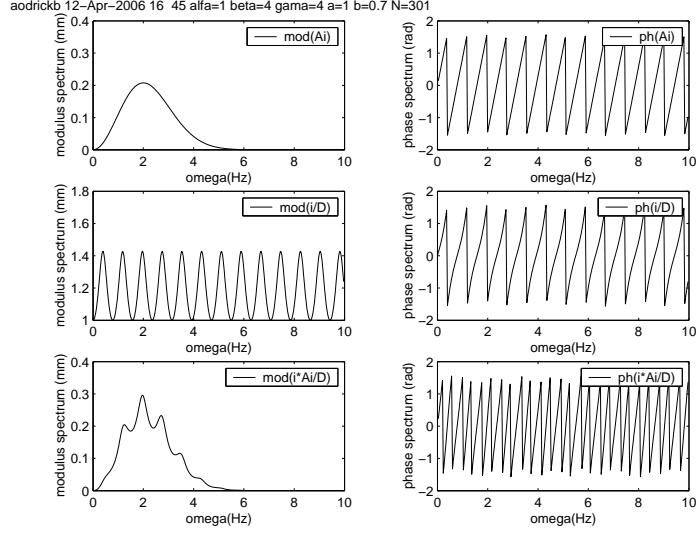 aodrickb 12−Apr−2006 16 45 alfa=1 beta=4 gama=4 a=1 b=0.7 N=301
modulus spectrum (mm)
0.4
0.3
0.2
0.1
0
mod(Ai)
0 2 4 6 8 10
omega(Hz)
phase spectrum (rad)
2
1
0
−1
−2
ph(Ai)
0 2 4 6 8 10
omega(Hz)
modulus spectrum (mm)
1.8
1.6
1.4
1.2
1
mod(i/D)
0 2 4 6 8 10
omega(Hz)
phase spectrum (rad)
2
1
0
−1
−2
ph(i/D)
0 2 4 6 8 10
omega(Hz)
modulus spectrum (mm)
0.4
0.3
0.2
0.1
0
mod(i*Ai/D)
0 2 4 6 8 10
omega(Hz)
phase spectrum (rad)
2
1
0
−1
−2
ph(i*Ai/D)
0 2 4 6 8 10
omega(Hz)